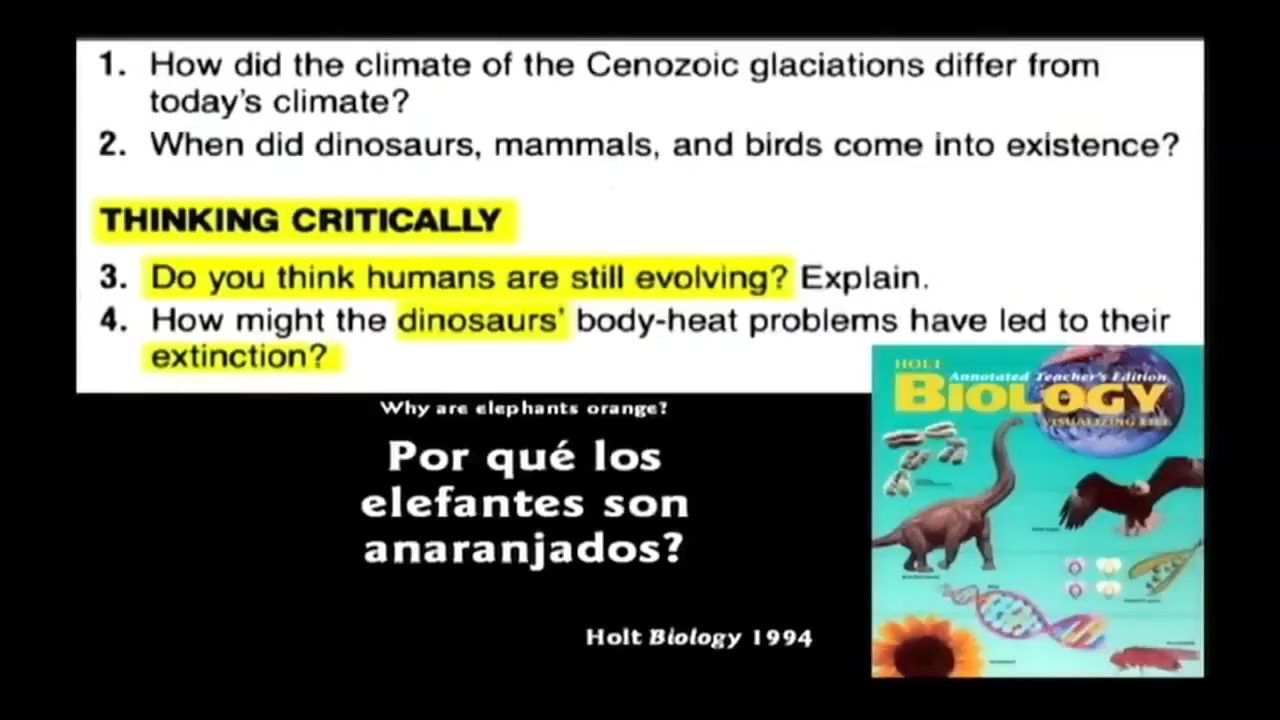 1. How did the climate of the Cenozoic glaciations differ from
today's climate?
2. When did dinosaurs, mammals, and birds come into existence?
THINKING CRITICALLY
3. Do you think humans are still evolving? Explain.
4. How might the dinosaurs' body-heat problems have led to their
extinction?
Why are elephants orange?
Por qué los
elefantes son
anaranjados?
Holt Biology 1994
HOLT
Annotated Teacher's Edition
BIOLOGY
VISUALIZING LIFE